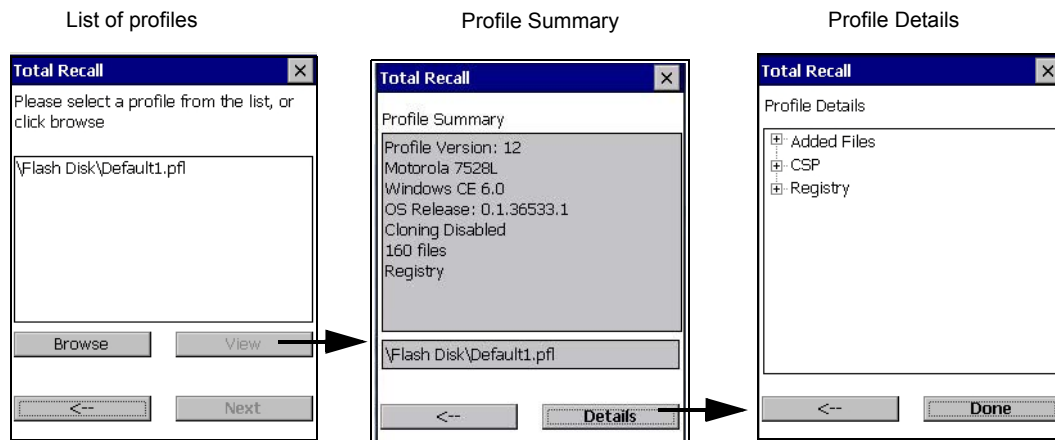 List of profiles
Total Recall
Please select a profile from the list, or
click browse
\Flash Disk\Default1.pfl
Browse
View
<--
Next
Profile Summary
Total Recall
Profile Summary
Profile Version: 12
Motorola 7528L
Windows CE 6.0
OS Release: 0.1.36533.1
Cloning Disabled
160 files
Registry
\Flash Disk\Default1.pfl
<--
Details
Profile Details
Total Recall
Profile Details
Added Files
CSP
Registry
<--
Done